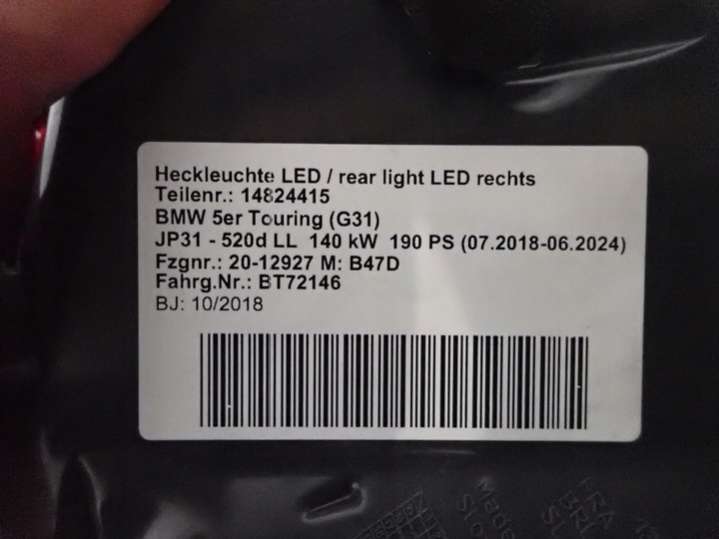 Heckleuchte LED / rear light LED rechts
Teilenr.: 14824415
BMW 5er Touring (G31)
JP31 - 520d LL 140 kW 190 PS (07.2018-06.2024)
Fzgnr.: 20-12927 M: B47D
Fahrg.Nr.: BT72146
BJ: 10/2018
Made